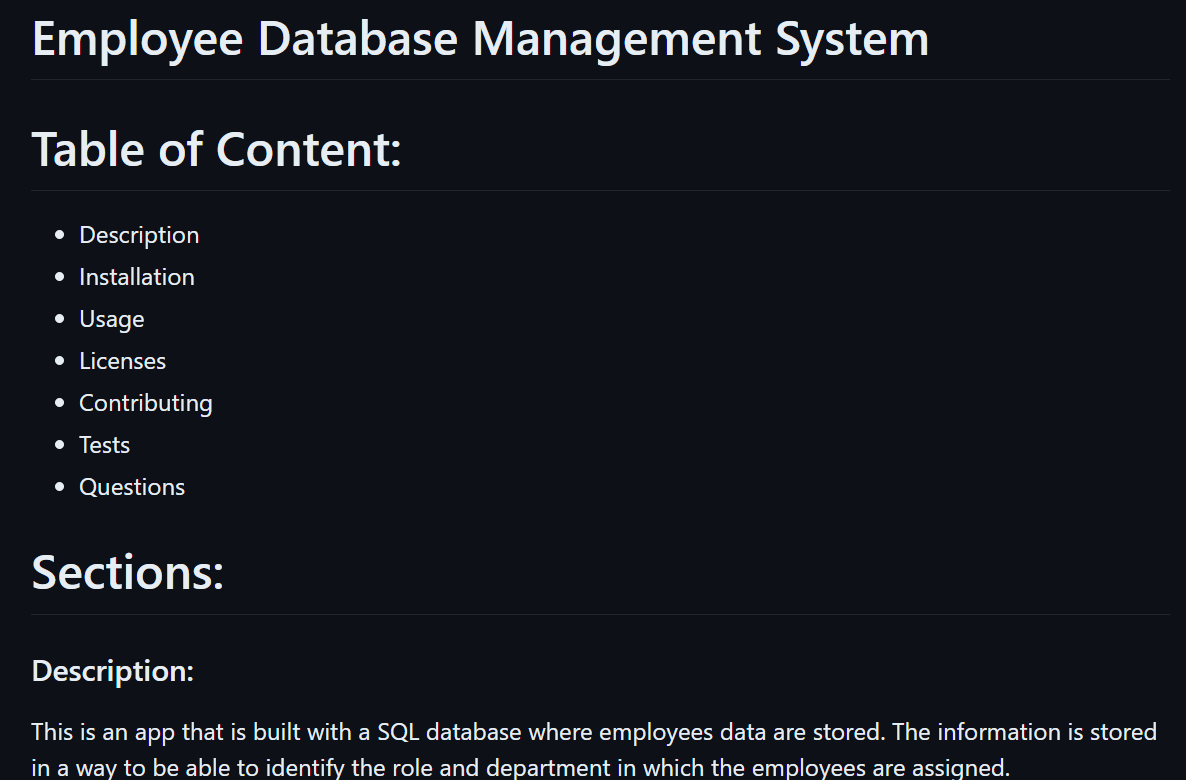 Employee Database Management System
Table of Content:
Description
Installation
Usage
Licenses
Contributing
Tests
Questions
Sections:
Description:
This is an app that is built with a SQL database where employees data are stored. The information is stored
in a way to be able to identify the role and department in which the employees are assigned.